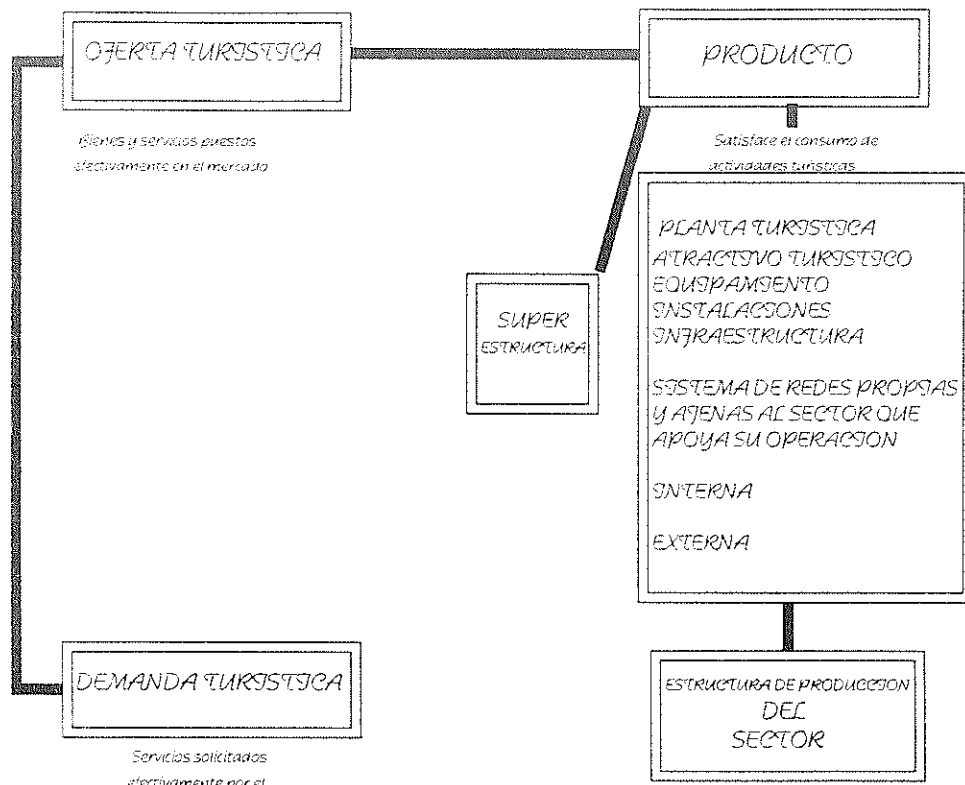 OFERTA TURISTICA
PRODUCTO
Bienes y servicios puestos
efectivamente en el mercado
Satisface el consumo de
actividades turisticas
PLANTA TURISTICA
ATRACTIVO TURISTICO
EQUIPAMIENTO
INSTALACIONES
INFRAESTRUCTURA
SUPER
ESTRUCTURA
SISTEMA DE REDES PROPIAS
Y AJENAS AL SECTOR QUE
APOYA SU OPERACION
INTERNA
EXTERNA
DEMANDA TURISTICA
ESTRUCTURA DE PRODUCCION
DEL
SECTOR
Servicios solicitados
efectivamente por el